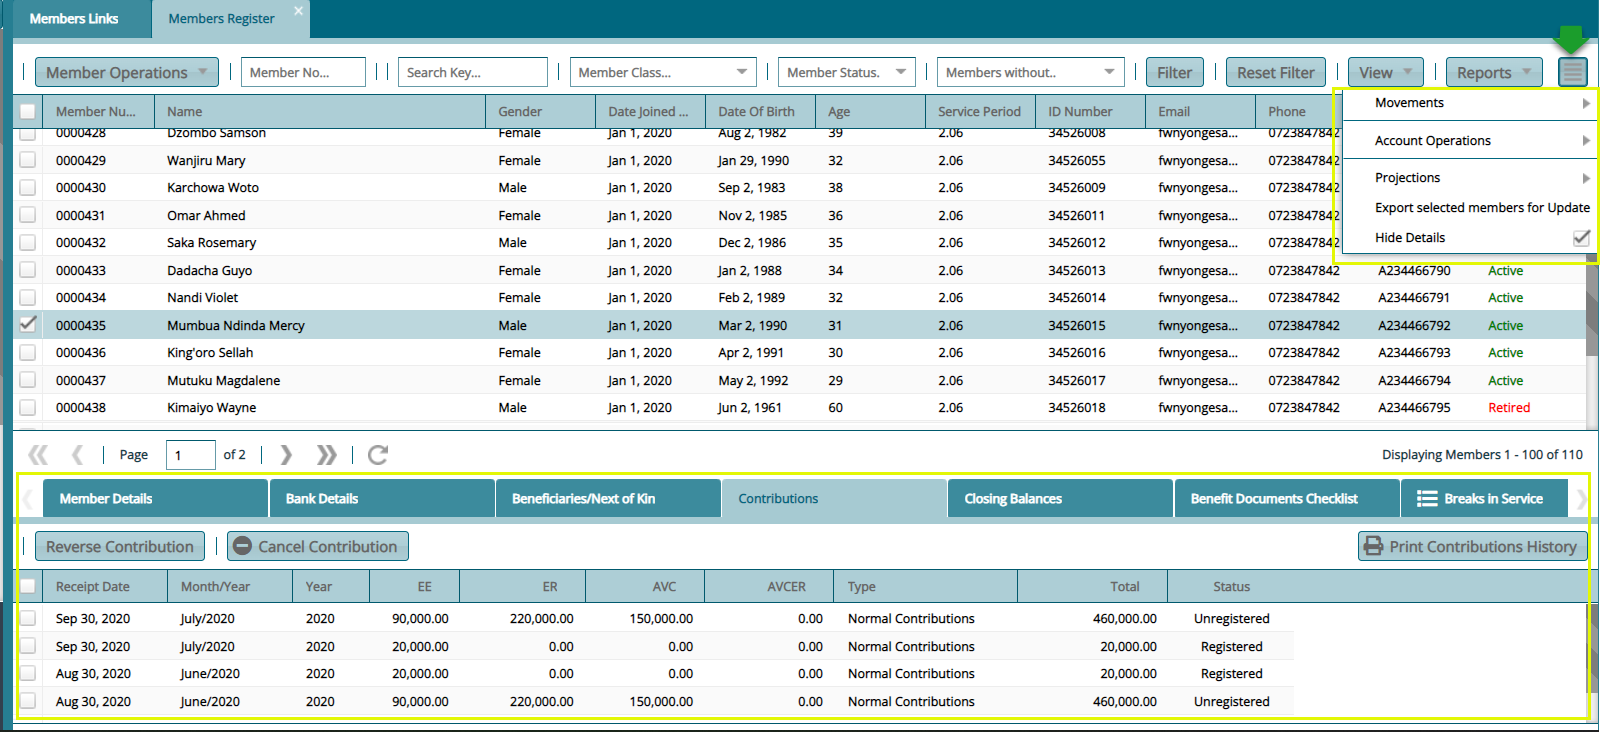 Members Links Members Register ×
Member Operations Member No... Search Key... Member Class... Member Status. Members without.. Filter Reset Filter View Reports
Member Nu... Name Gender Date Joined ... Date Of Birth Age Service Period ID Number Email Phone
Movements
Account Operations
Projections
Export selected members for Update
Hide Details
0000428 Dzombo Samson Female Jan 1, 2020 Aug 2, 1982 39 2.06 34526008 fwnyongesa... 0723847842
0000429 Wanjiru Mary Female Jan 1, 2020 Jan 29, 1990 32 2.06 34526055 fwnyongesa... 0723847842
0000430 Karchowa Woto Male Jan 1, 2020 Sep 2, 1983 38 2.06 34526009 fwnyongesa... 0723847842
0000431 Omar Ahmed Female Jan 1, 2020 Nov 2, 1985 36 2.06 34526011 fwnyongesa... 0723847842
0000432 Saka Rosemary Male Jan 1, 2020 Dec 2, 1986 35 2.06 34526012 fwnyongesa... 0723847842
0000433 Dadacha Guyo Female Jan 1, 2020 Jan 2, 1988 34 2.06 34526013 fwnyongesa... 0723847842 A234466790 Active
0000434 Nandi Violet Female Jan 1, 2020 Feb 2, 1989 32 2.06 34526014 fwnyongesa... 0723847842 A234466791 Active
0000435 Mumbua Ndinda Mercy Male Jan 1, 2020 Mar 2, 1990 31 2.06 34526015 fwnyongesa... 0723847842 A234466792 Active
0000436 King'oro Sellah Female Jan 1, 2020 Apr 2, 1991 30 2.06 34526016 fwnyongesa... 0723847842 A234466793 Active
0000437 Mutuku Magdalene Female Jan 1, 2020 May 2, 1992 29 2.06 34526017 fwnyongesa... 0723847842 A234466794 Active
0000438 Kimaiyo Wayne Male Jan 1, 2020 Jun 2, 1961 60 2.06 34526018 fwnyongesa... 0723847842 A234466795 Retired
Page 1 of 2 Displaying Members 1 - 100 of 110
Member Details Bank Details Beneficiaries/Next of Kin Contributions Closing Balances Benefit Documents Checklist Breaks in Service
Reverse Contribution Cancel Contribution Print Contributions History
Receipt Date Month/Year Year EE ER AVC AVCER Type Total Status
Sep 30, 2020 July/2020 2020 90,000.00 220,000.00 150,000.00 0.00 Normal Contributions 460,000.00 Unregistered
Sep 30, 2020 July/2020 2020 20,000.00 0.00 0.00 0.00 Normal Contributions 20,000.00 Registered
Aug 30, 2020 June/2020 2020 20,000.00 0.00 0.00 0.00 Normal Contributions 20,000.00 Registered
Aug 30, 2020 June/2020 2020 90,000.00 220,000.00 150,000.00 0.00 Normal Contributions 460,000.00 Unregistered